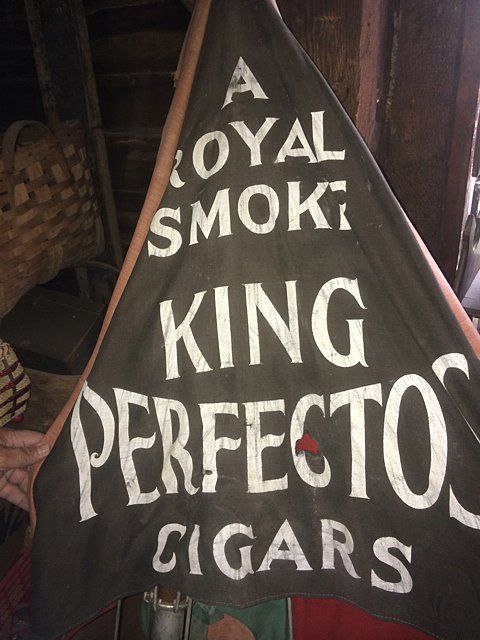 A
ROYAL
SMOKE
KING
PERFECTOS
CIGARS